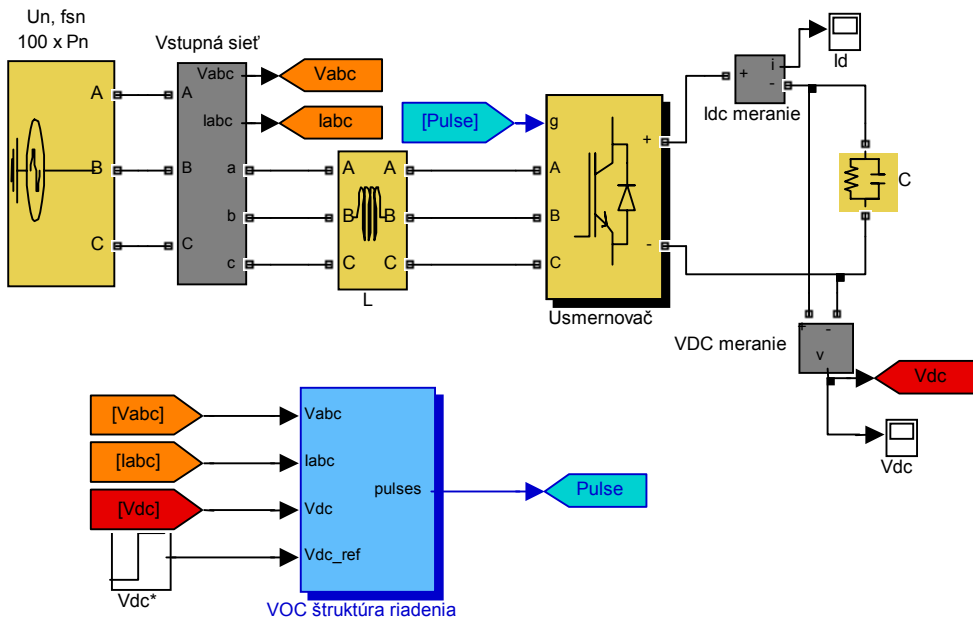 Un, fsn
100 x Pn
A
B
C
Vstupná sieť
A
B
C
Vabc
Iabc
a
b
c
Vabc
Iabc
A
B
C
A
B
C
L
[Pulse]
g
A
B
C
+
-
Usmernovač
+
i
-
Idc meranie
Id
C
VDC meranie
+
-
v
Vdc
Vdc
[Vabc]
[Iabc]
[Vdc]
Vdc*
Vabc
Iabc
Vdc
Vdc_ref
pulses
VOC štruktúra riadenia
Pulse